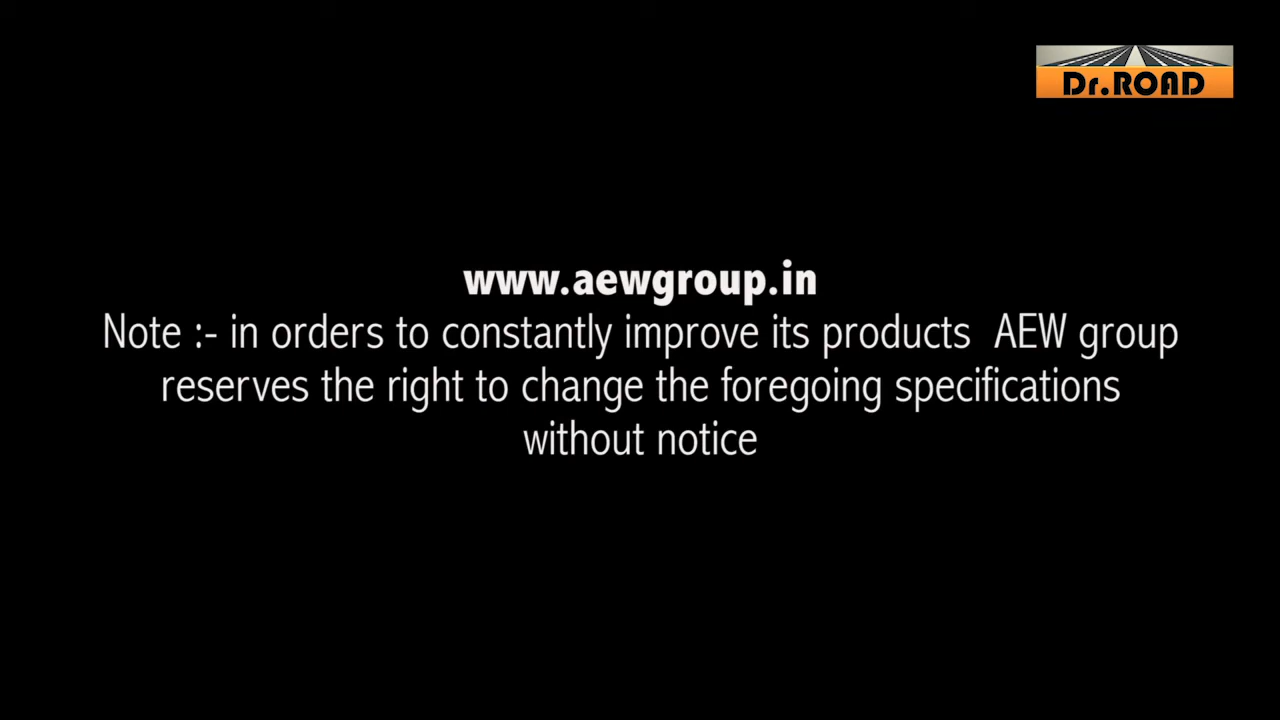 Dr.ROAD
www.aewgroup.in
Note :- in orders to constantly improve its products  AEW group
reserves the right to change the foregoing specifications
without notice